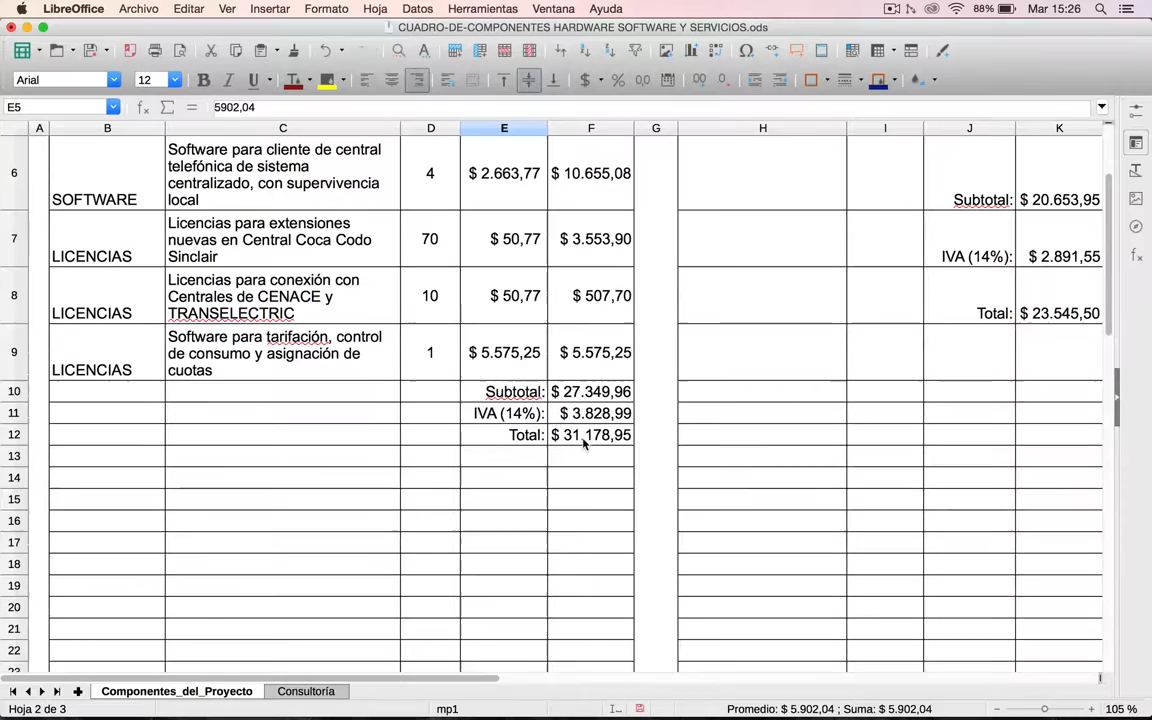 LibreOffice Archivo Editar Ver Insertar Formato Hoja Datos Herramientas Ventana Ayuda 88% Mar 15:26
CUADRO-DE-COMPONENTES HARDWARE SOFTWARE Y SERVICIOS.ods
Arial 12
E5 5902,04
A B C D E F G H I J K
6 SOFTWARE
Software para cliente de central
telefónica de sistema
centralizado, con supervivencia
local
4 $ 2.663,77 $ 10.655,08
Subtotal: $ 20.653,95
7 LICENCIAS
Licencias para extensiones
nuevas en Central Coca Codo
Sinclair
70 $ 50,77 $ 3.553,90
IVA (14%): $ 2.891,55
8 LICENCIAS
Licencias para conexión con
Centrales de CENACE y
TRANSELECTRIC
10 $ 50,77 $ 507,70
Total: $ 23.545,50
9 LICENCIAS
Software para tarifación, control
de consumo y asignación de
cuotas
1 $ 5.575,25 $ 5.575,25
10 Subtotal: $ 27.349,96
11 IVA (14%): $ 3.828,99
12 Total: $ 31.178,95
13
14
15
16
17
18
19
20
21
22
Componentes_del_Proyecto Consultoría
Hoja 2 de 3 mp1 Promedio: $ 5.902,04 ; Suma: $ 5.902,04 105 %